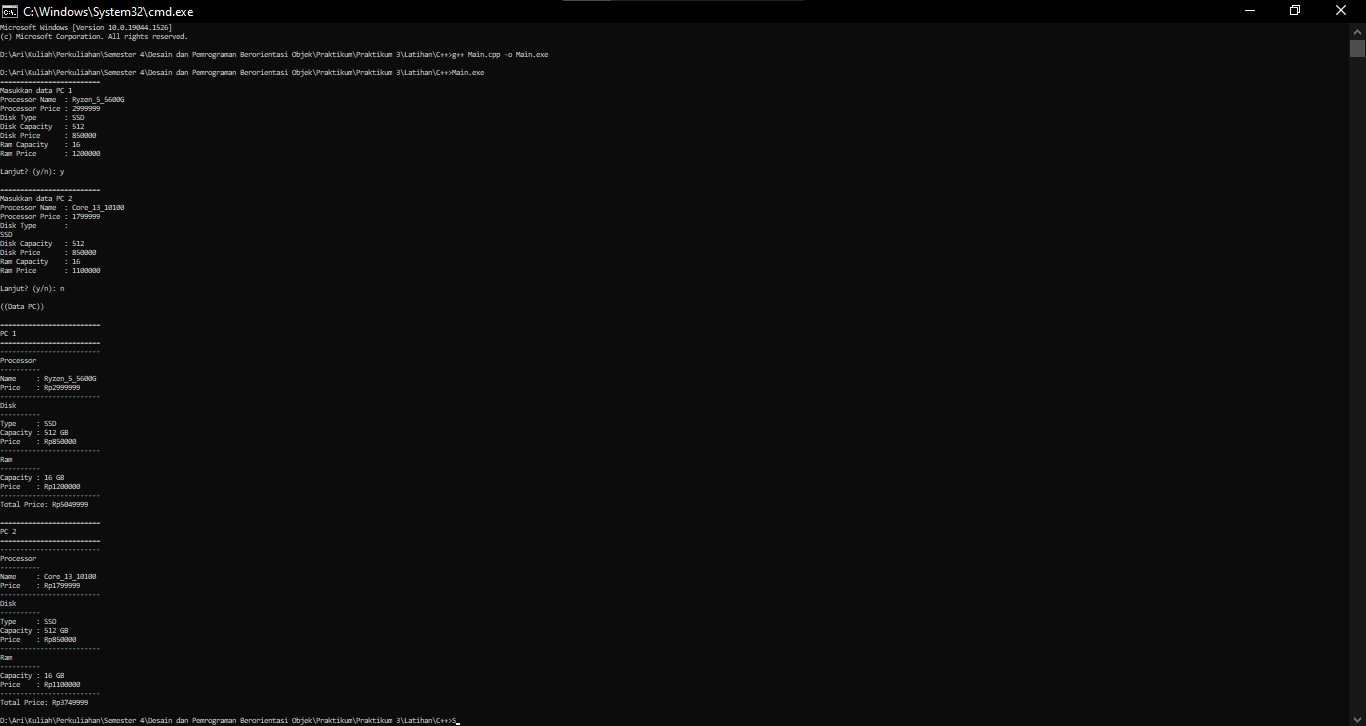 C:\Windows\System32\cmd.exe
Microsoft Windows [Version 10.0.19044.1526]
(c) Microsoft Corporation. All rights reserved.
D:\Ari\Kuliah\Perkuliahan\Semester 4\Desain dan Pemrograman Berorientasi Objek\Praktikum\Praktikum 3\Latihan\C++>g++ Main.cpp -o Main.exe
D:\Ari\Kuliah\Perkuliahan\Semester 4\Desain dan Pemrograman Berorientasi Objek\Praktikum\Praktikum 3\Latihan\C++>Main.exe
=========================
Masukkan data PC 1
Processor Name  : Ryzen_5_5600G
Processor Price : 2999999
Disk Type       : SSD
Disk Capacity   : 512
Disk Price      : 850000
Ram Capacity    : 16
Ram Price       : 1200000
Lanjut? (y/n): y
=========================
Masukkan data PC 2
Processor Name  : Core_I3_10100
Processor Price : 1799999
Disk Type       :
SSD
Disk Capacity   : 512
Disk Price      : 850000
Ram Capacity    : 16
Ram Price       : 1100000
Lanjut? (y/n): n
((Data PC))
=========================
PC 1
=========================
-------------------------
Processor
----------
Name     : Ryzen_5_5600G
Price    : Rp2999999
-------------------------
Disk
----------
Type     : SSD
Capacity : 512 GB
Price    : Rp850000
-------------------------
Ram
----------
Capacity : 16 GB
Price    : Rp1200000
-------------------------
Total Price: Rp5049999
=========================
PC 2
=========================
-------------------------
Processor
----------
Name     : Core_I3_10100
Price    : Rp1799999
-------------------------
Disk
----------
Type     : SSD
Capacity : 512 GB
Price    : Rp850000
-------------------------
Ram
----------
Capacity : 16 GB
Price    : Rp1100000
-------------------------
Total Price: Rp3749999
D:\Ari\Kuliah\Perkuliahan\Semester 4\Desain dan Pemrograman Berorientasi Objek\Praktikum\Praktikum 3\Latihan\C++>S_